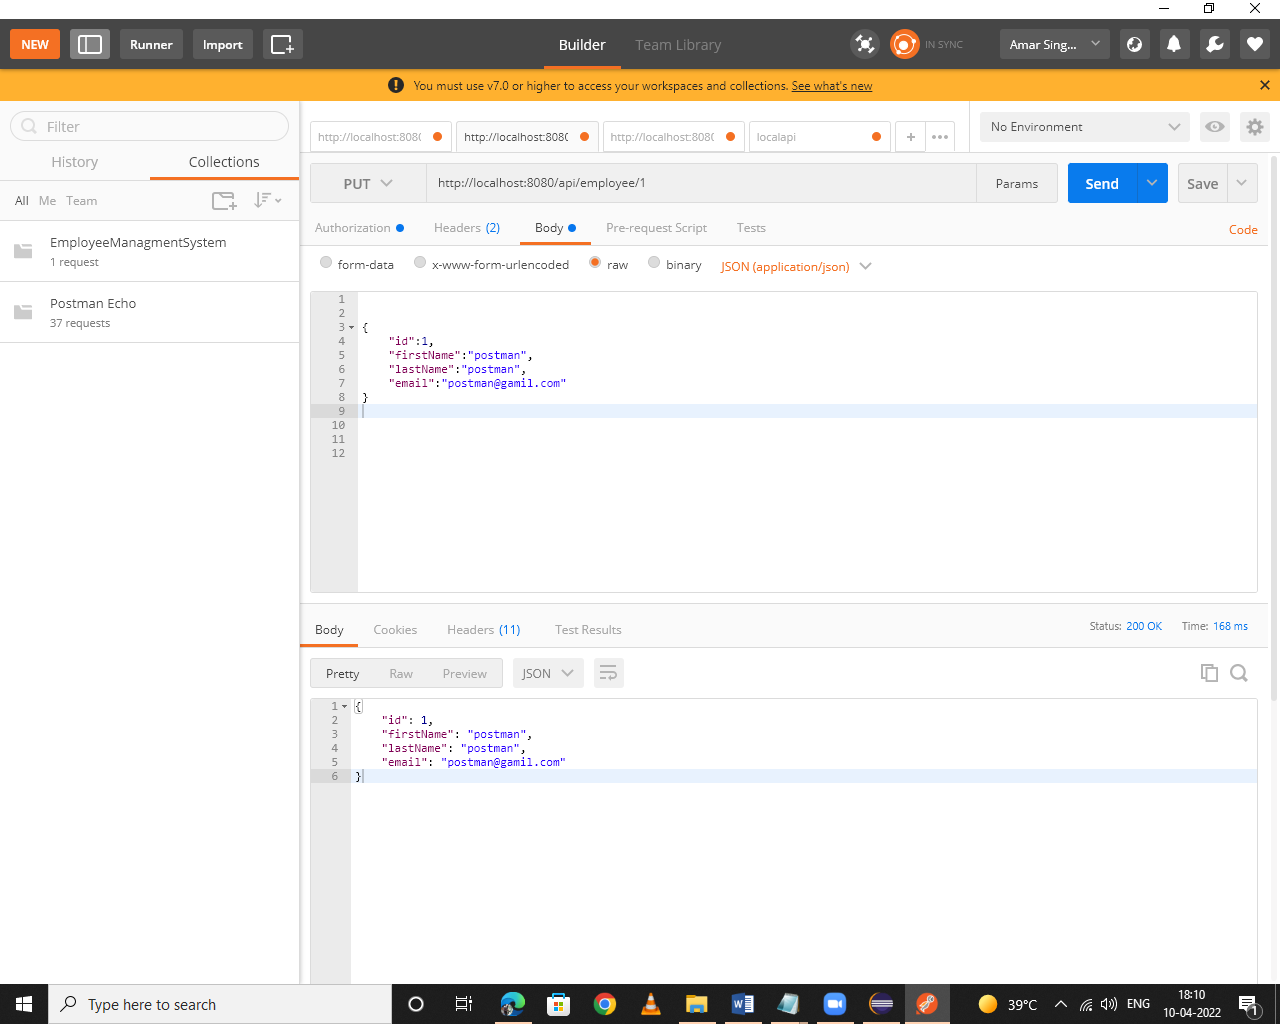 NEW Runner Import Builder Team Library IN SYNC Amar Sing...
You must use v7.0 or higher to access your workspaces and collections. See what's new
Filter
History Collections
All Me Team
EmployeeManagmentSystem
1 request
Postman Echo
37 requests
http://localhost:808( http://localhost:808( http://localhost:808( localapi + ••• No Environment
PUT http://localhost:8080/api/employee/1 Params Send Save
Authorization Headers (2) Body Pre-request Script Tests Code
form-data x-www-form-urlencoded raw binary JSON (application/json)
1
2
3 {
4 "id":1,
5 "firstName":"postman",
6 "lastName":"postman",
7 "email":"postman@gamil.com"
8 }
9
10
11
12
Body Cookies Headers (11) Test Results Status: 200 OK Time: 168 ms
Pretty Raw Preview JSON
1 {
2 "id": 1,
3 "firstName": "postman",
4 "lastName": "postman",
5 "email": "postman@gamil.com"
6 }
Type here to search 39°C ENG 18:10
10-04-2022 1